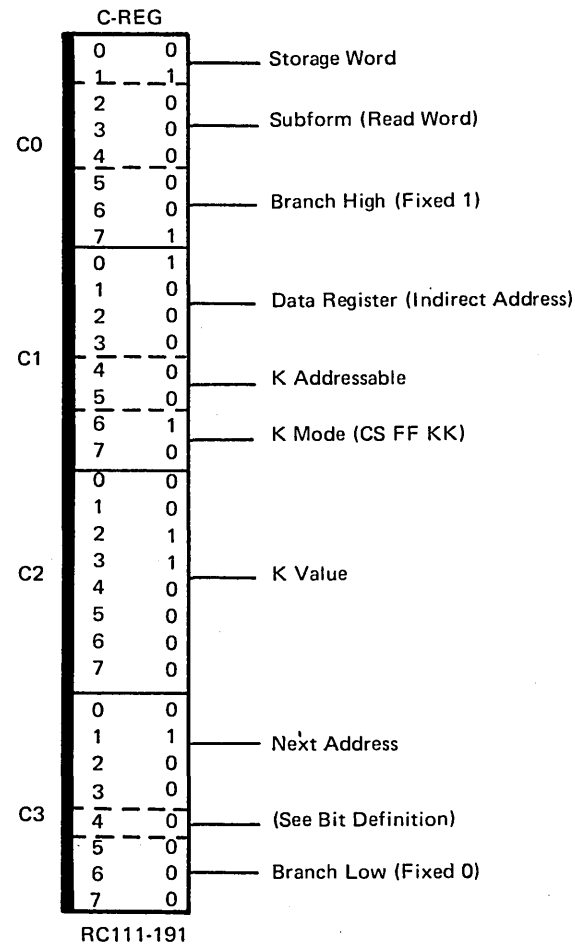 C-REG
0 0 Storage Word
1 1
2 0
C0 3 0 Subform (Read Word)
4 0
5 0
6 0 Branch High (Fixed 1)
7 1
0 1
1 0 Data Register (Indirect Address)
2 0
3 0
C1 4 0 K Addressable
5 0
6 1 K Mode (CS FF KK)
7 0
0 0
1 0
2 1
C2 3 1 K Value
4 0
5 0
6 0
7 0
0 0
1 1 Next Address
2 0
3 0
C3 4 0 (See Bit Definition)
5 0
6 0 Branch Low (Fixed 0)
7 0
RC111-191